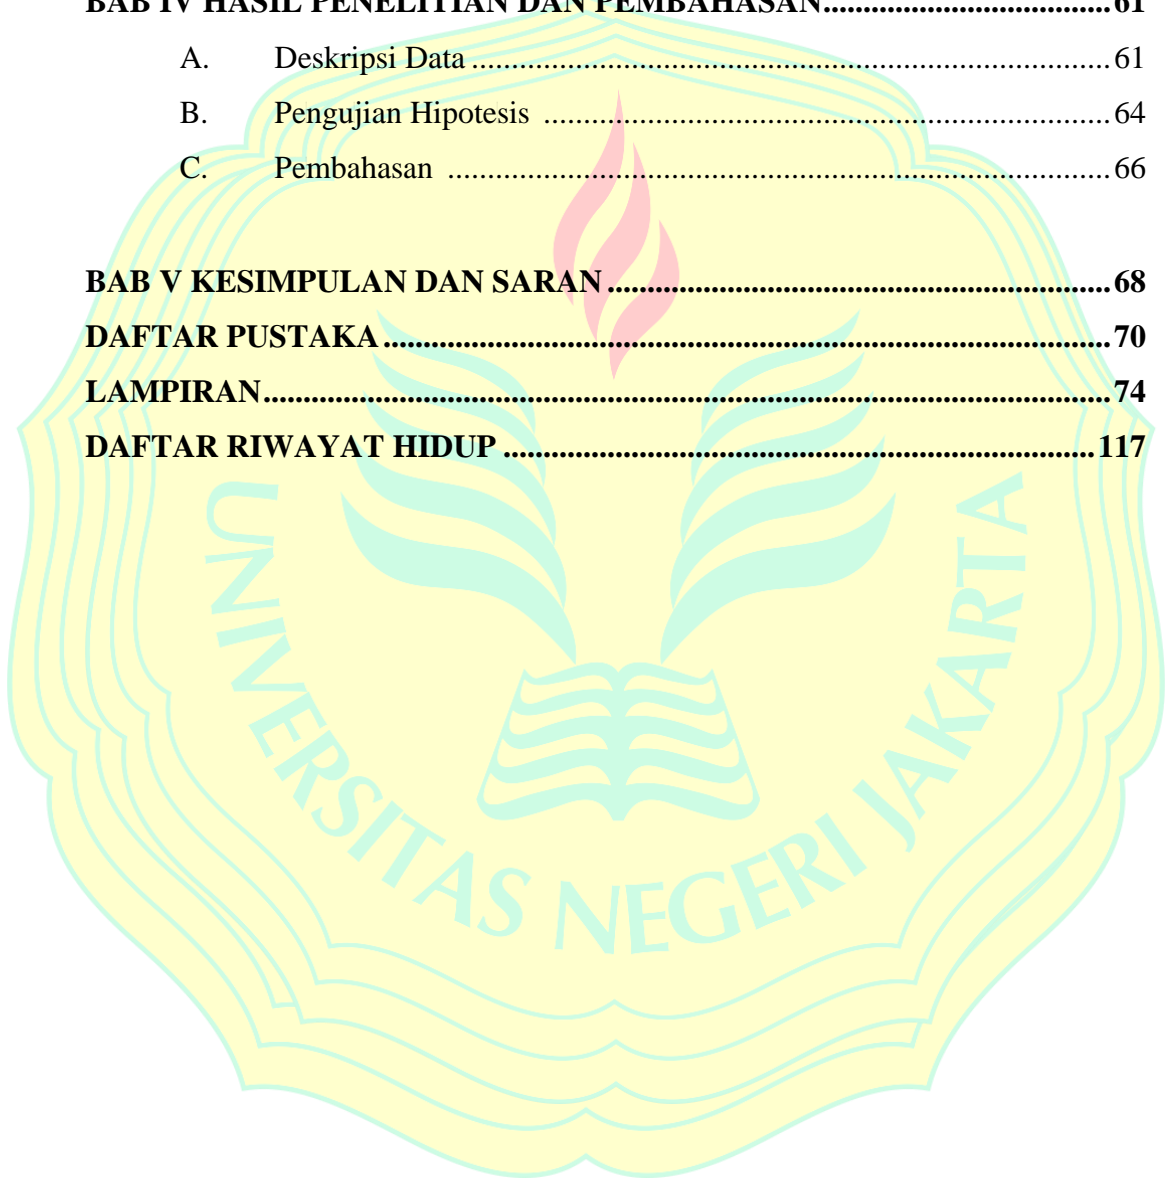 BAB IV HASIL PENELITIAN DAN PEMBAHASAN....................................61
A. Deskripsi Data ................................................................................61
B. Pengujian Hipotesis .......................................................................64
C. Pembahasan ...................................................................................66
BAB V KESIMPULAN DAN SARAN ...............................................................68
DAFTAR PUSTAKA ...........................................................................................70
LAMPIRAN..........................................................................................................74
DAFTAR RIWAYAT HIDUP ..........................................................................117
UNIVERSITAS NEGERI JAKARTA